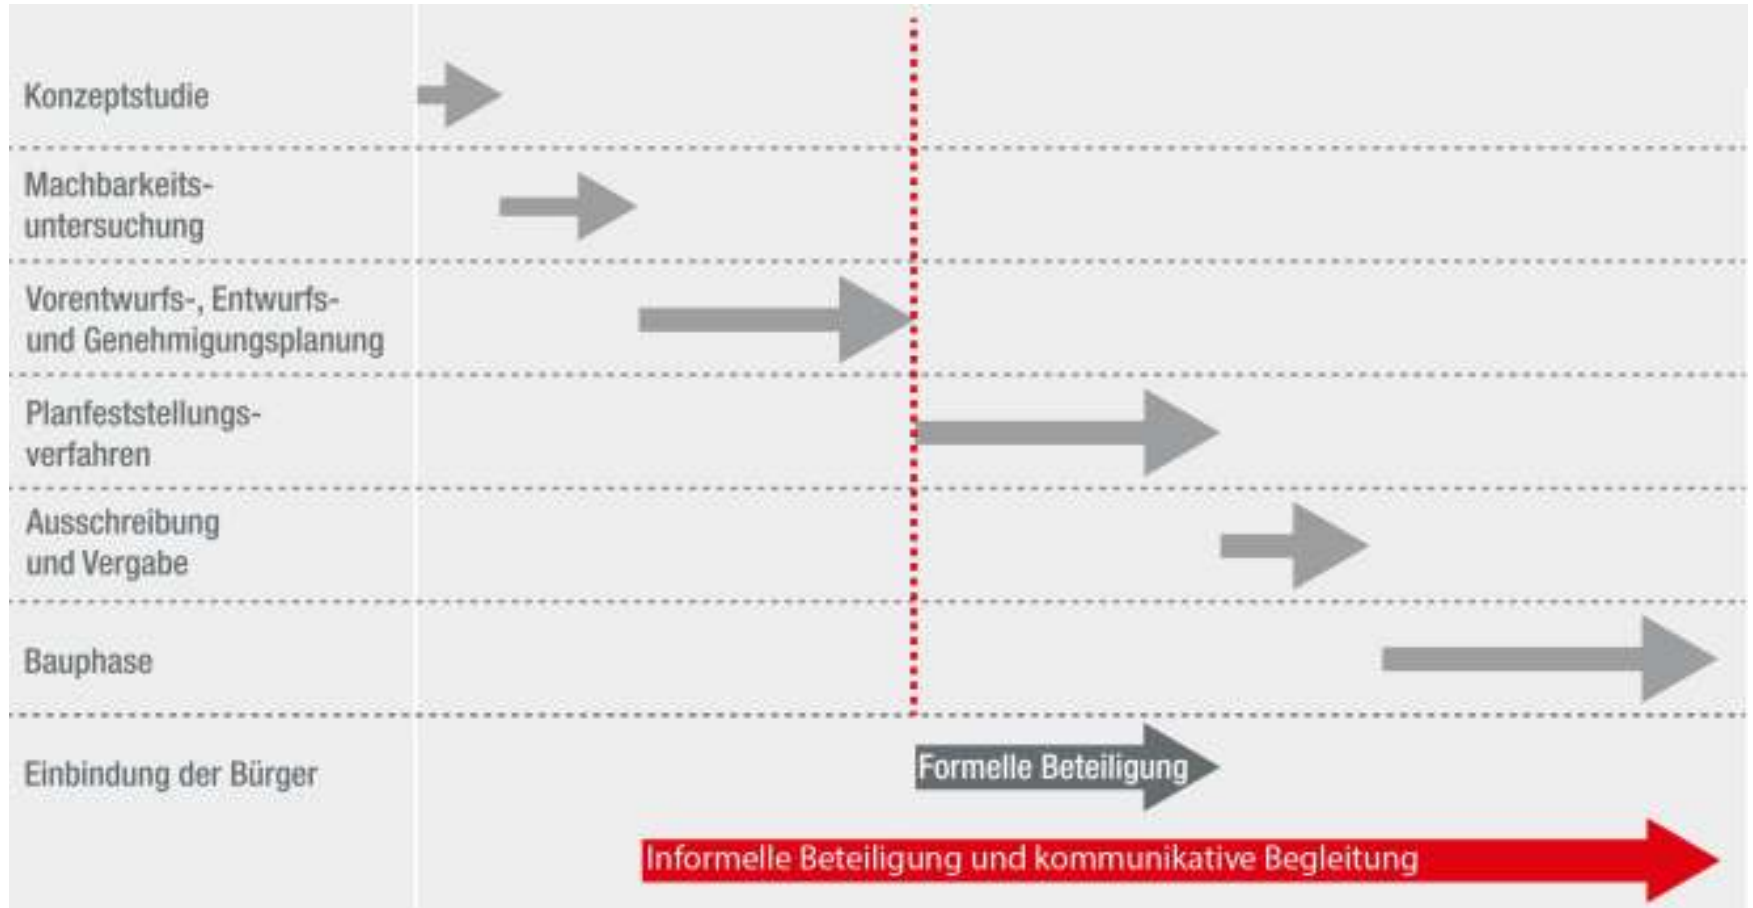 Konzeptstudie
Machbarkeits-
untersuchung
Vorentwurfs-, Entwurfs-
und Genehmigungsplanung
Planfeststellungs-
verfahren
Ausschreibung
und Vergabe
Bauphase
Einbindung der Bürger
Formelle Beteiligung
Informelle Beteiligung und kommunikative Begleitung